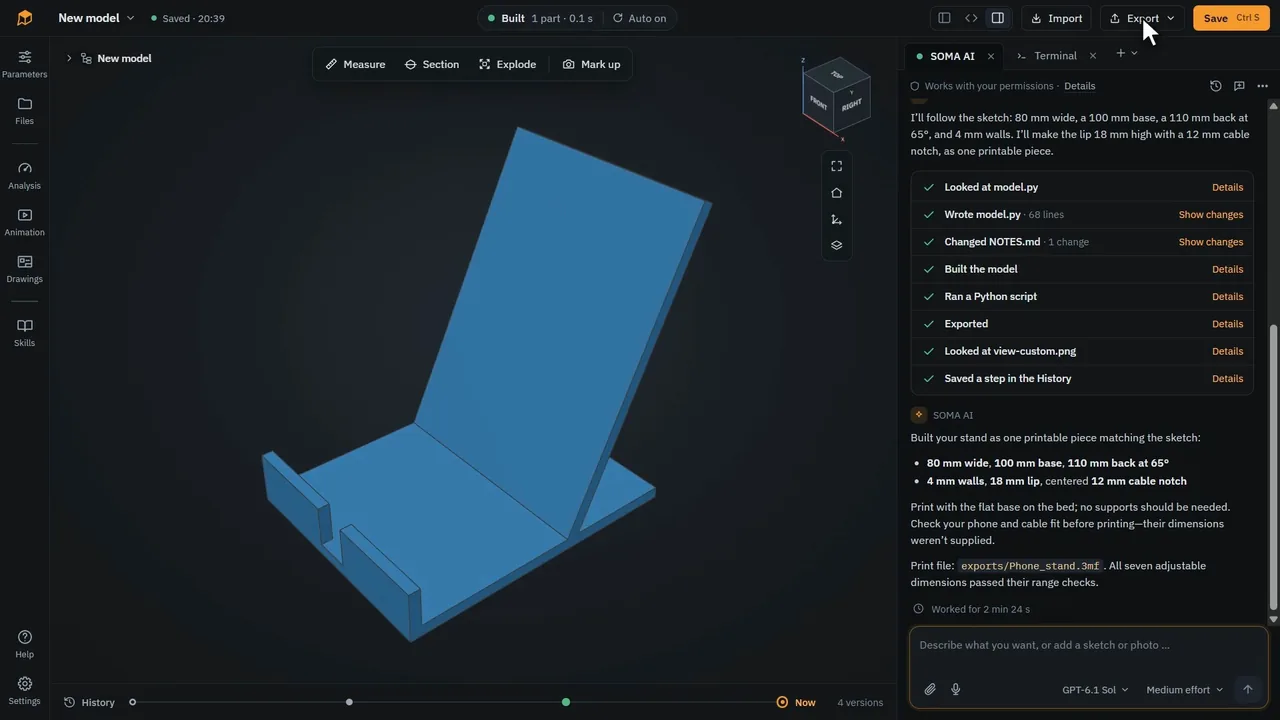 New model
Saved · 20:39
Built 1 part · 0.1 s
Auto on
Import
Export
Save Ctrl S
Parameters
Files
Analysis
Animation
Drawings
Skills
Help
Settings
New model
Measure
Section
Explode
Mark up
Z
TOP
Y
FRONT
RIGHT
X
SOMA AI
Terminal
Works with your permissions · Details
I'll follow the sketch: 80 mm wide, a 100 mm base, a 110 mm back at
65°, and 4 mm walls. I'll make the lip 18 mm high with a 12 mm cable
notch, as one printable piece.
Looked at model.py Details
Wrote model.py · 68 lines Show changes
Changed NOTES.md · 1 change Show changes
Built the model Details
Ran a Python script Details
Exported Details
Looked at view-custom.png Details
Saved a step in the History Details
SOMA AI
Built your stand as one printable piece matching the sketch:
• 80 mm wide, 100 mm base, 110 mm back at 65°
• 4 mm walls, 18 mm lip, centered 12 mm cable notch
Print with the flat base on the bed; no supports should be needed.
Check your phone and cable fit before printing—their dimensions
weren't supplied.
Print file: exports/Phone_stand.3mf. All seven adjustable
dimensions passed their range checks.
Worked for 2 min 24 s
Describe what you want, or add a sketch or photo ...
GPT-6.1 Sol
Medium effort
History
Now
4 versions